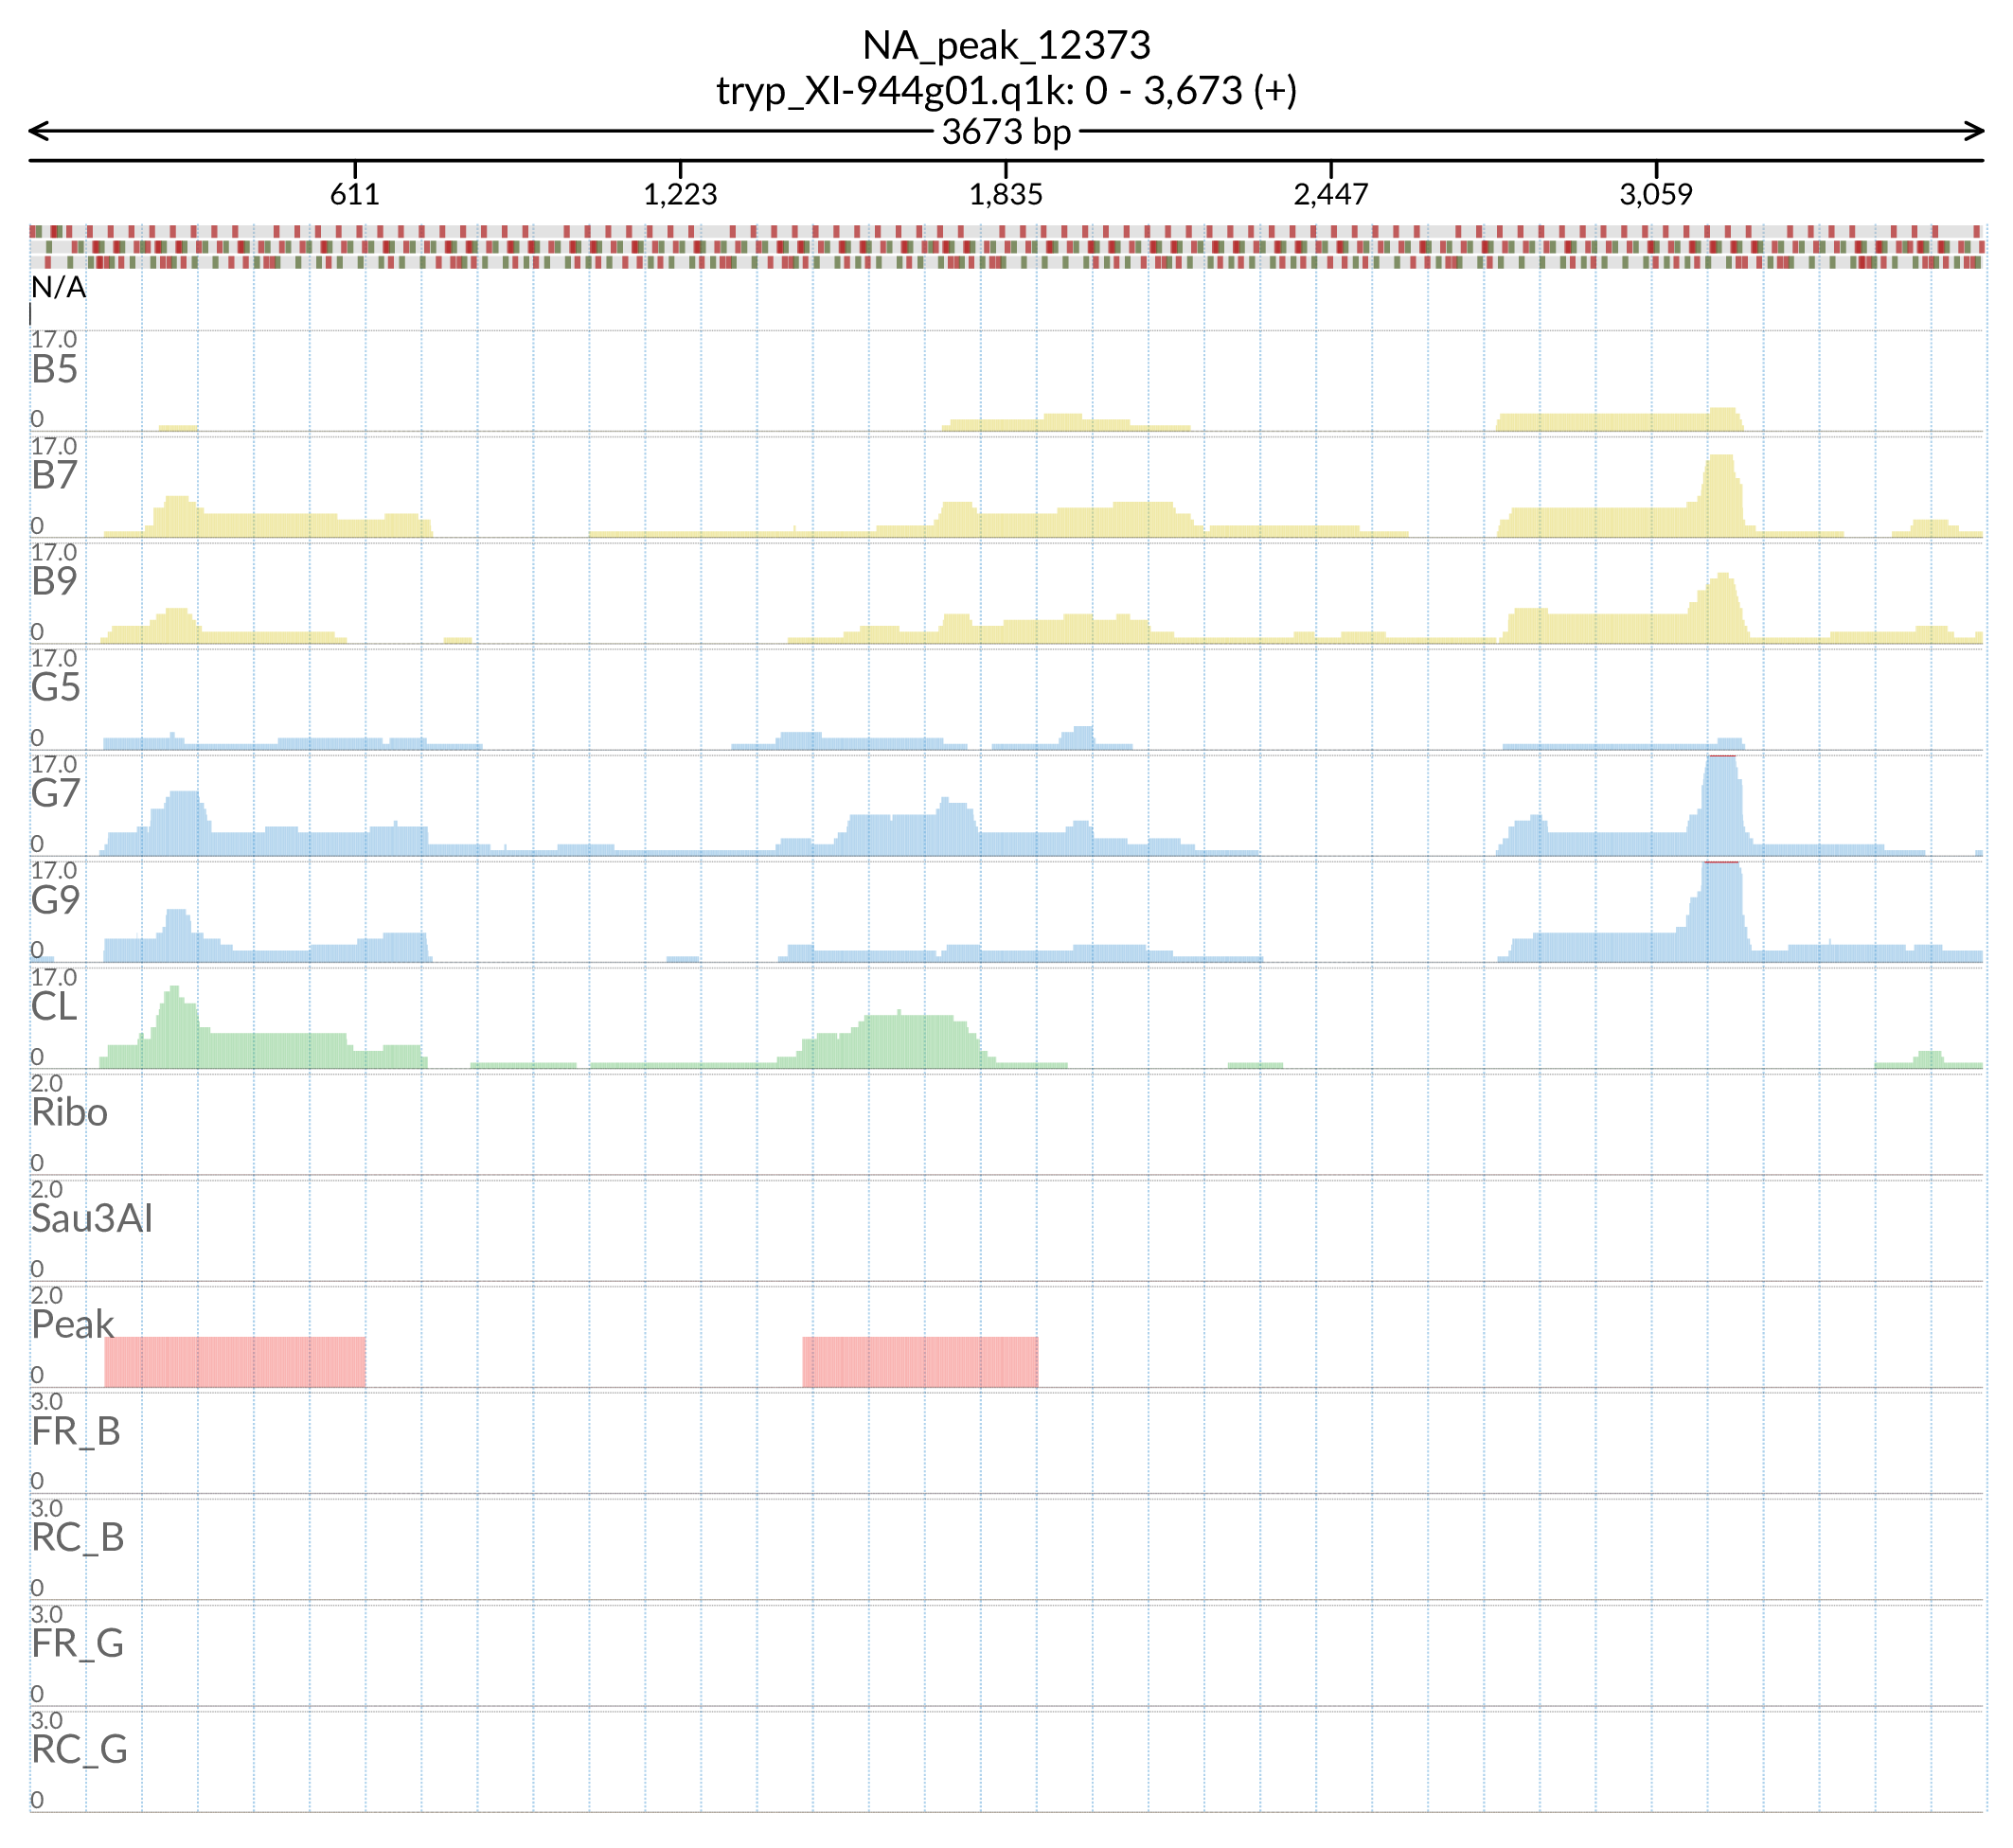 NA_peak_12373
tryp_XI-944g01.q1k: 0 - 3,673 (+)
3673 bp
611 1,223 1,835 2,447 3,059
N/A
17.0
B5
0
17.0
B7
0
17.0
B9
0
17.0
G5
0
17.0
G7
0
17.0
G9
0
17.0
CL
0
2.0
Ribo
0
2.0
Sau3AI
0
2.0
Peak
0
3.0
FR_B
0
3.0
RC_B
0
3.0
FR_G
0
3.0
RC_G
0